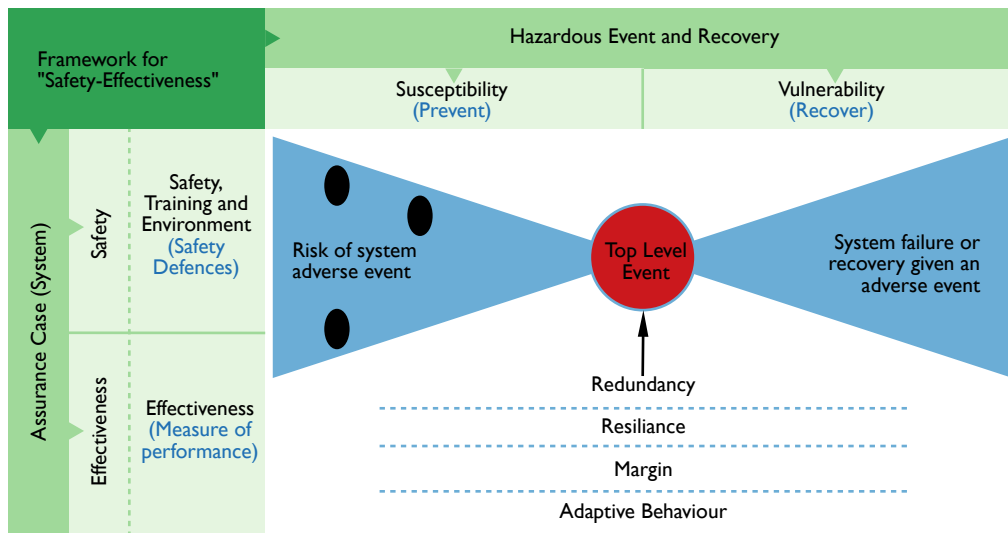 Framework for
"Safety-Effectiveness"
Hazardous Event and Recovery
Susceptibility
(Prevent)
Vulnerability
(Recover)
Assurance Case (System)
Safety
Safety,
Training and
Environment
(Safety
Defences)
Risk of system
adverse event
Top Level
Event
System failure or
recovery given an
adverse event
Effectiveness
Effectiveness
(Measure of
performance)
Redundancy
Resiliance
Margin
Adaptive Behaviour